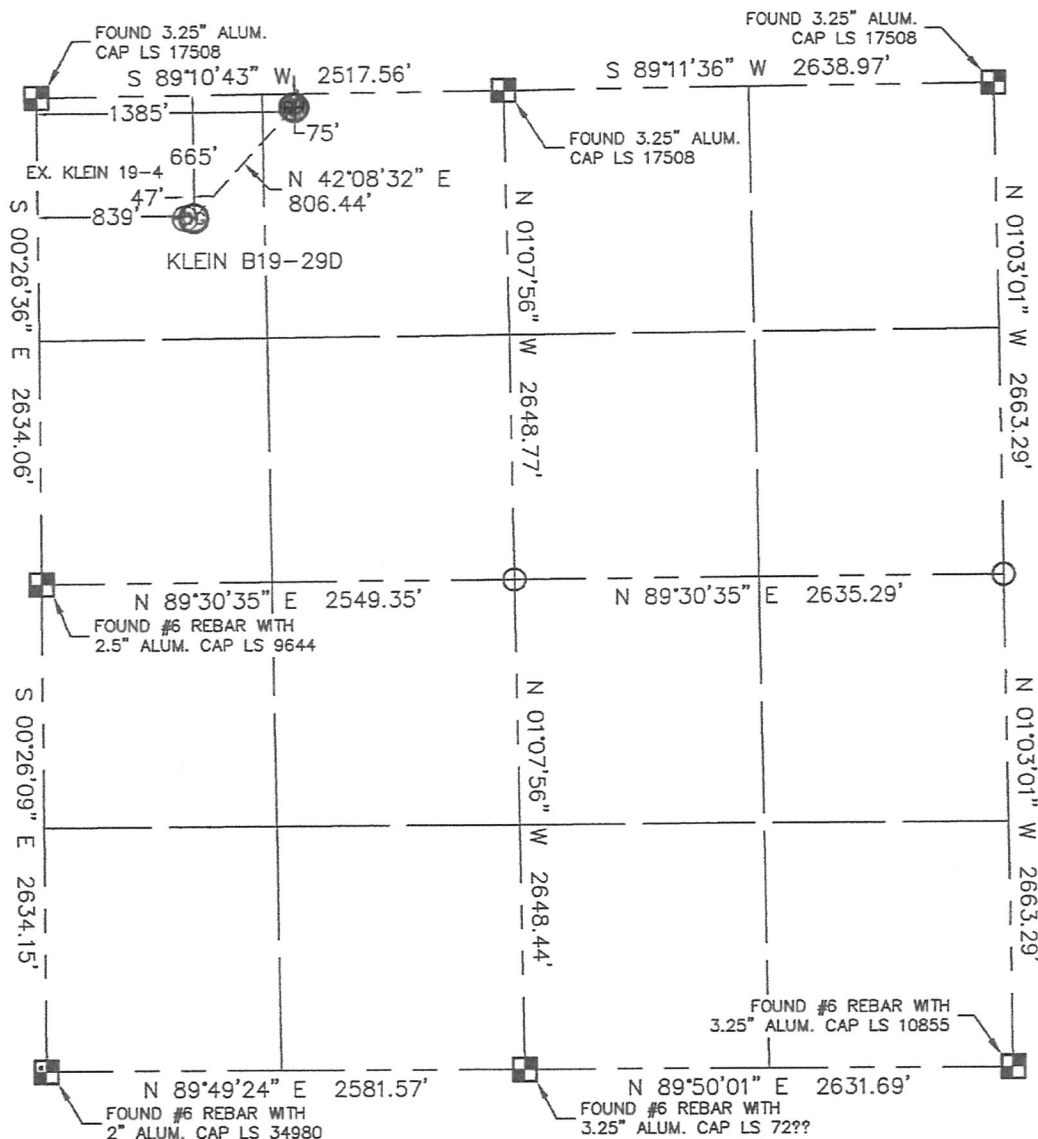 FOUND 3.25" ALUM.
CAP LS 17508
FOUND 3.25" ALUM.
CAP LS 17508
S 89°10'43" W 2517.56'
S 89°11'36" W 2638.97'
1385'
75'
FOUND 3.25" ALUM.
CAP LS 17508
665'
EX. KLEIN 19-4
N 42°08'32" E
806.44'
47'
839'
KLEIN B19-29D
S 00°26'36" E 2634.06'
N 01°07'56" W 2648.77'
N 01°03'01" W 2663.29'
N 89°30'35" E 2549.35'
N 89°30'35" E 2635.29'
FOUND #6 REBAR WITH
2.5" ALUM. CAP LS 9644
S 00°26'09" E 2634.15'
N 01°07'56" W 2648.44'
N 01°03'01" W 2663.29'
FOUND #6 REBAR WITH
3.25" ALUM. CAP LS 10855
N 89°49'24" E 2581.57'
N 89°50'01" E 2631.69'
FOUND #6 REBAR WITH
2" ALUM. CAP LS 34980
FOUND #6 REBAR WITH
3.25" ALUM. CAP LS 72??